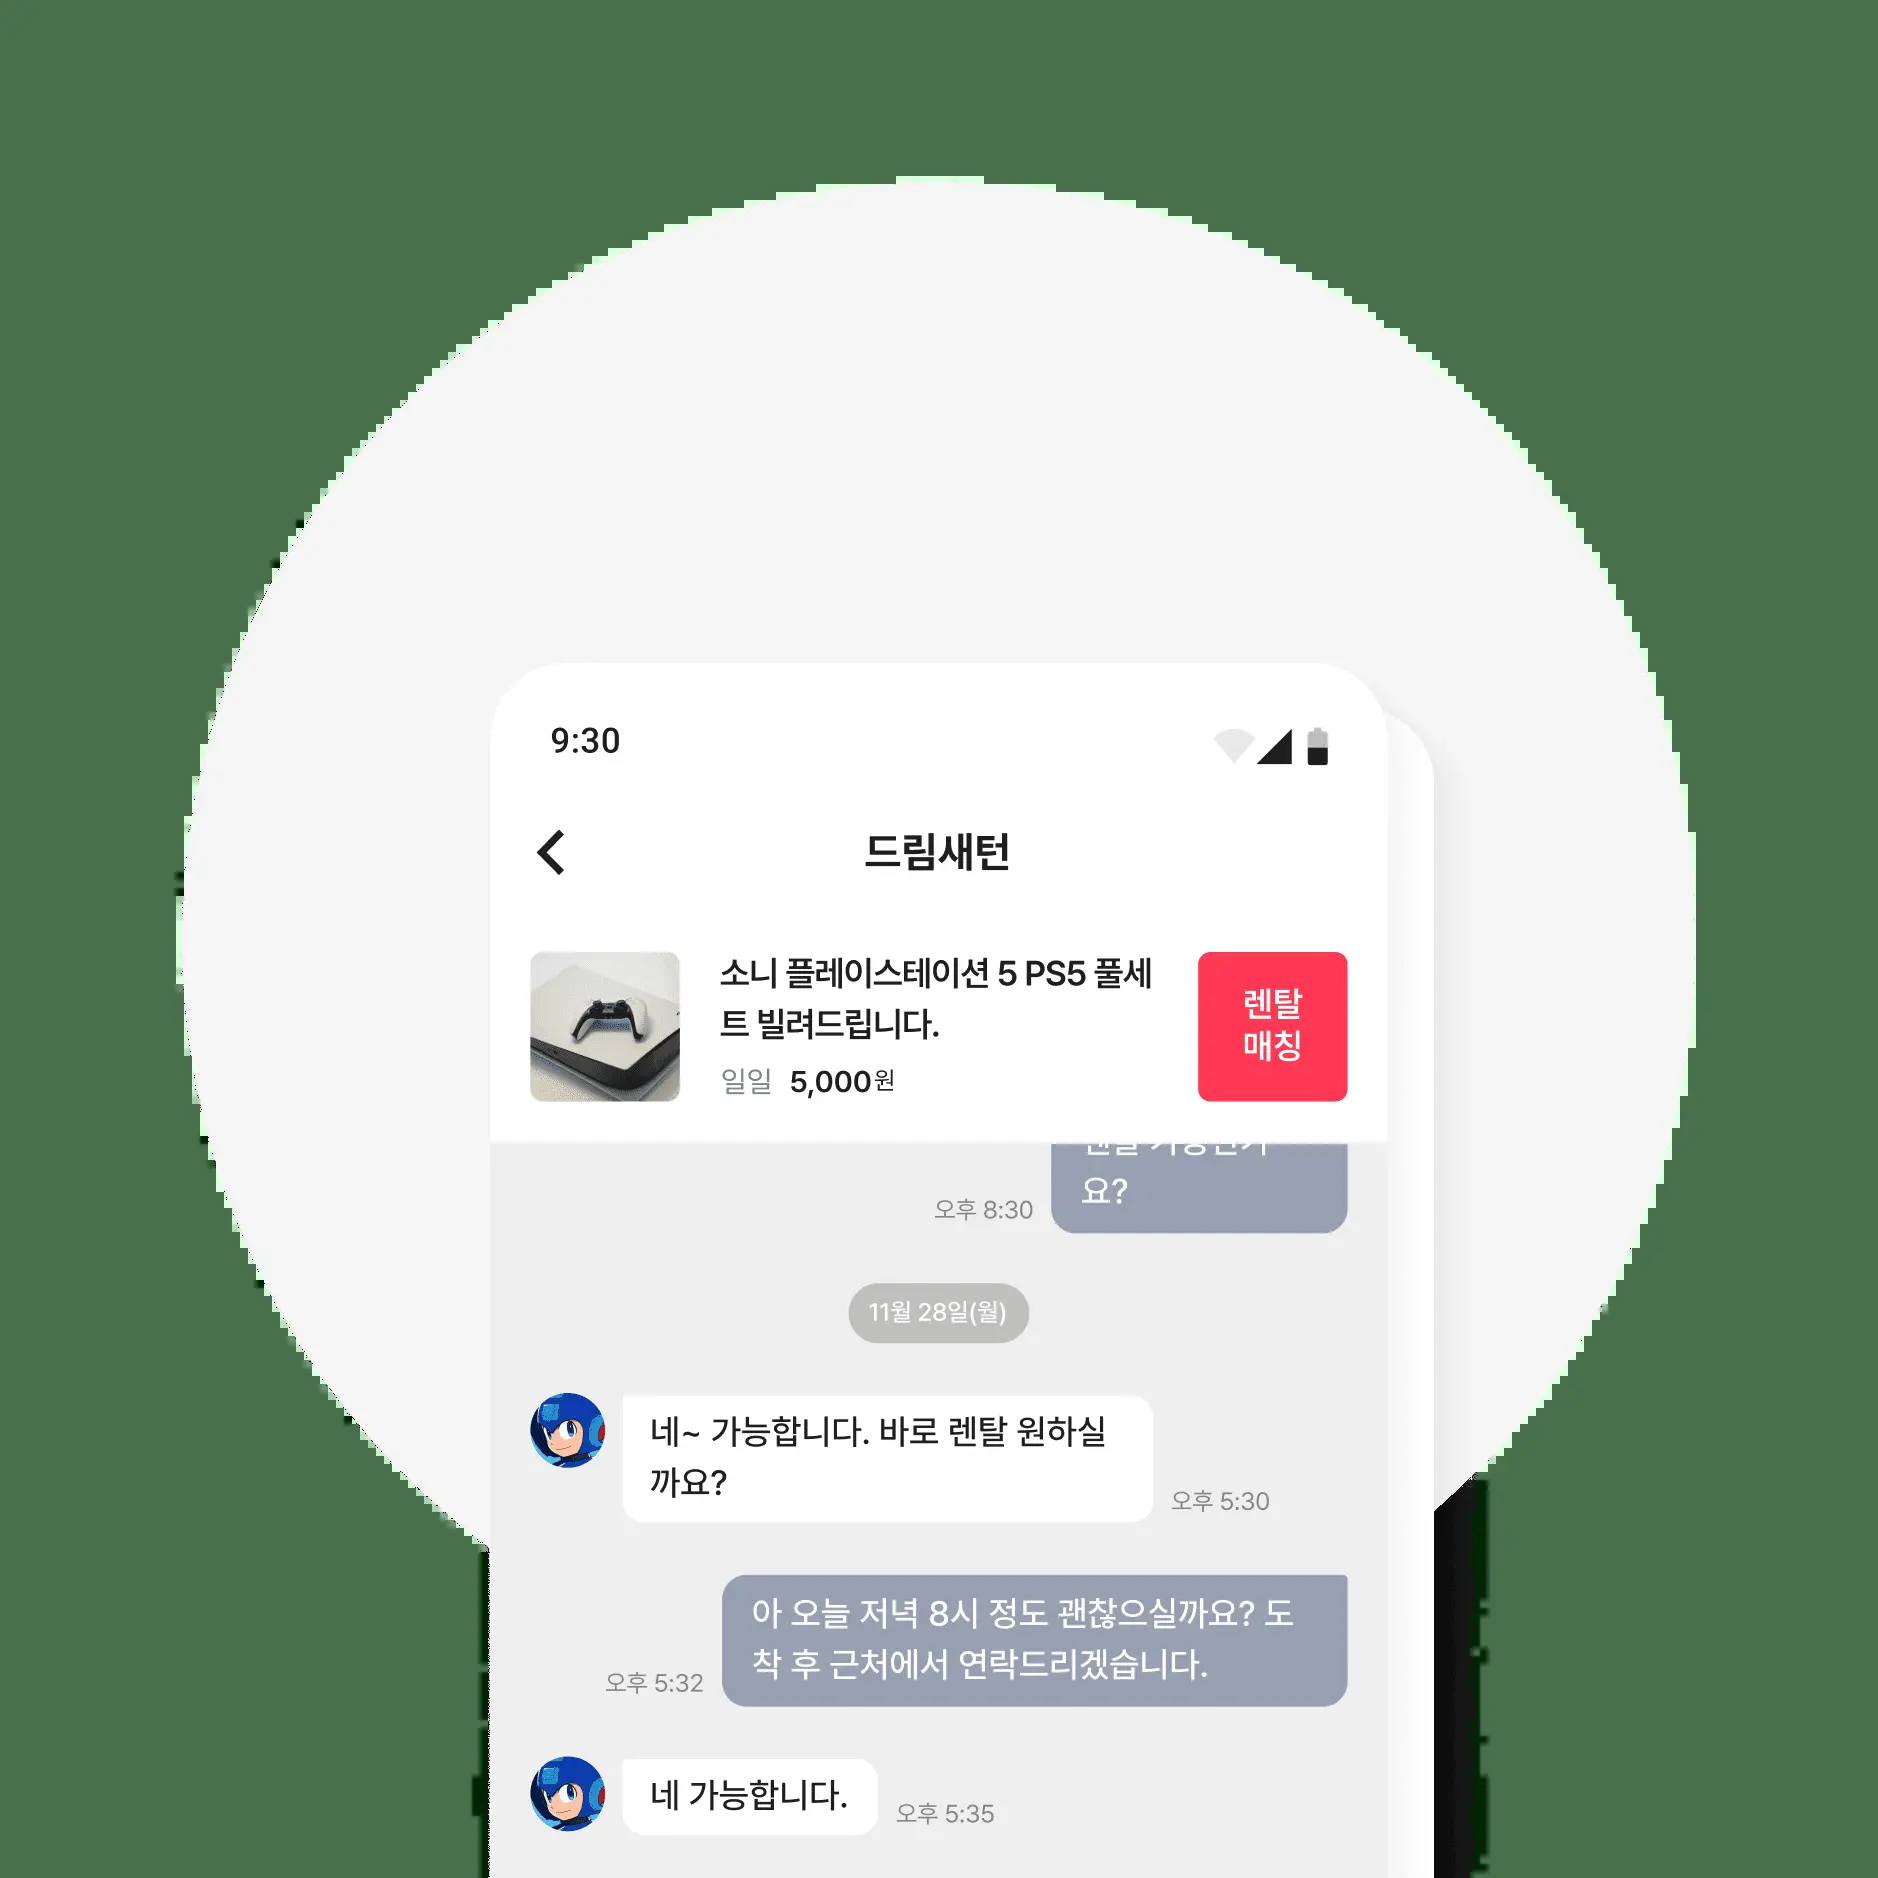 9:30
드림새턴
소니 플레이스테이션 5 PS5 풀세
트 빌려드립니다.
일일 5,000원
렌탈
매칭
요?
오후 8:30
11월 28일(월)
네~ 가능합니다. 바로 렌탈 원하실
까요?
오후 5:30
아 오늘 저녁 8시 정도 괜찮으실까요? 도
착 후 근처에서 연락드리겠습니다.
오후 5:32
네 가능합니다.
오후 5:35